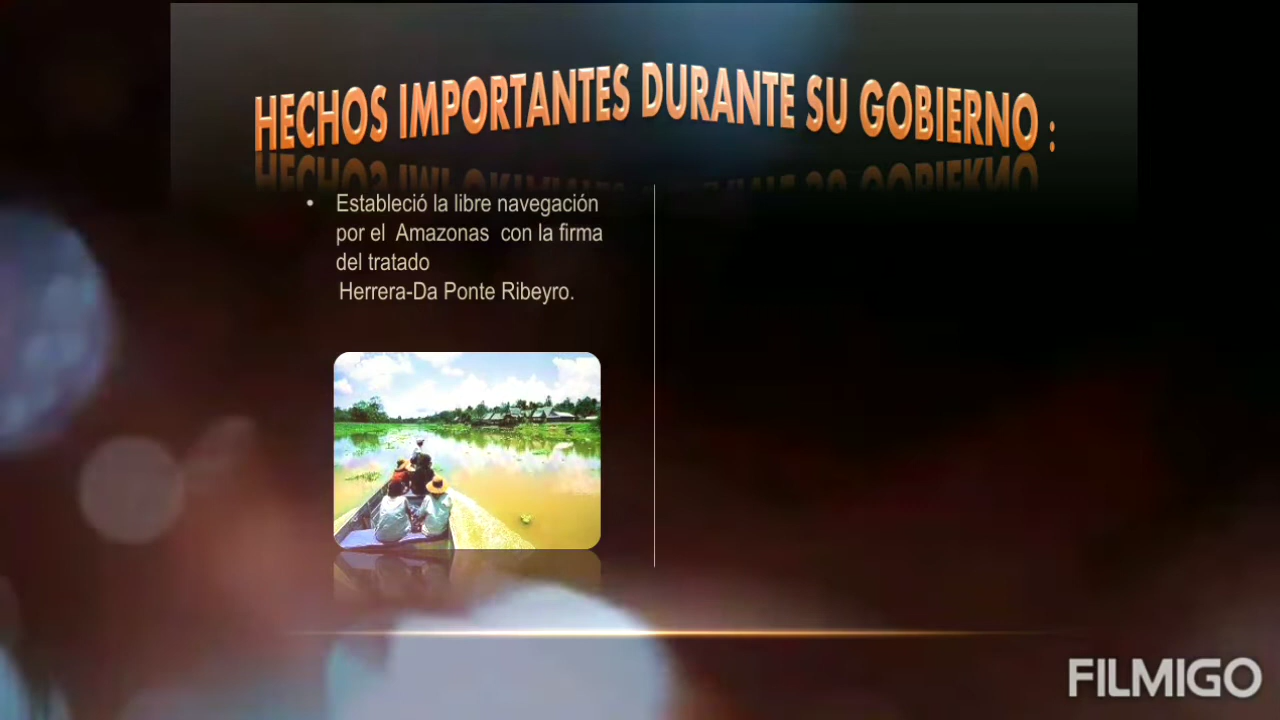 HECHOS IMPORTANTES DURANTE SU GOBIERNO :
• Estableció la libre navegación
por el Amazonas con la firma
del tratado
Herrera-Da Ponte Ribeyro.
FILMIGO